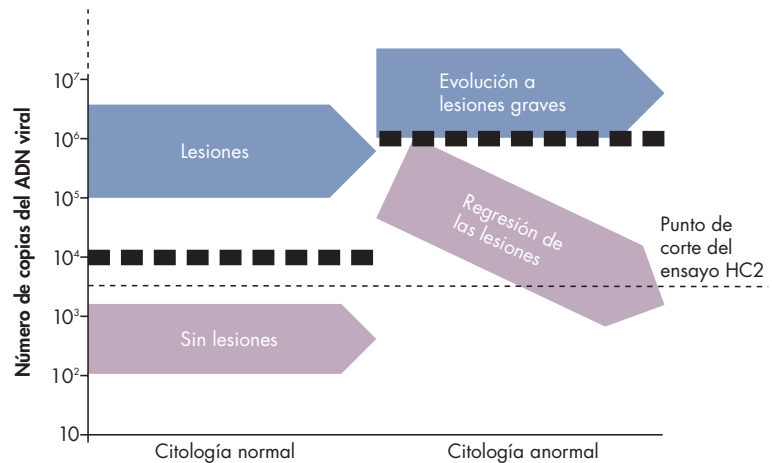 Número de copias del ADN viral
10⁷
10⁶
10⁵
10⁴
10³
10²
10
Lesiones
Sin lesiones
Evolución a
lesiones graves
Regresión de
las lesiones
Punto de
corte del
ensayo HC2
Citología normal
Citología anormal